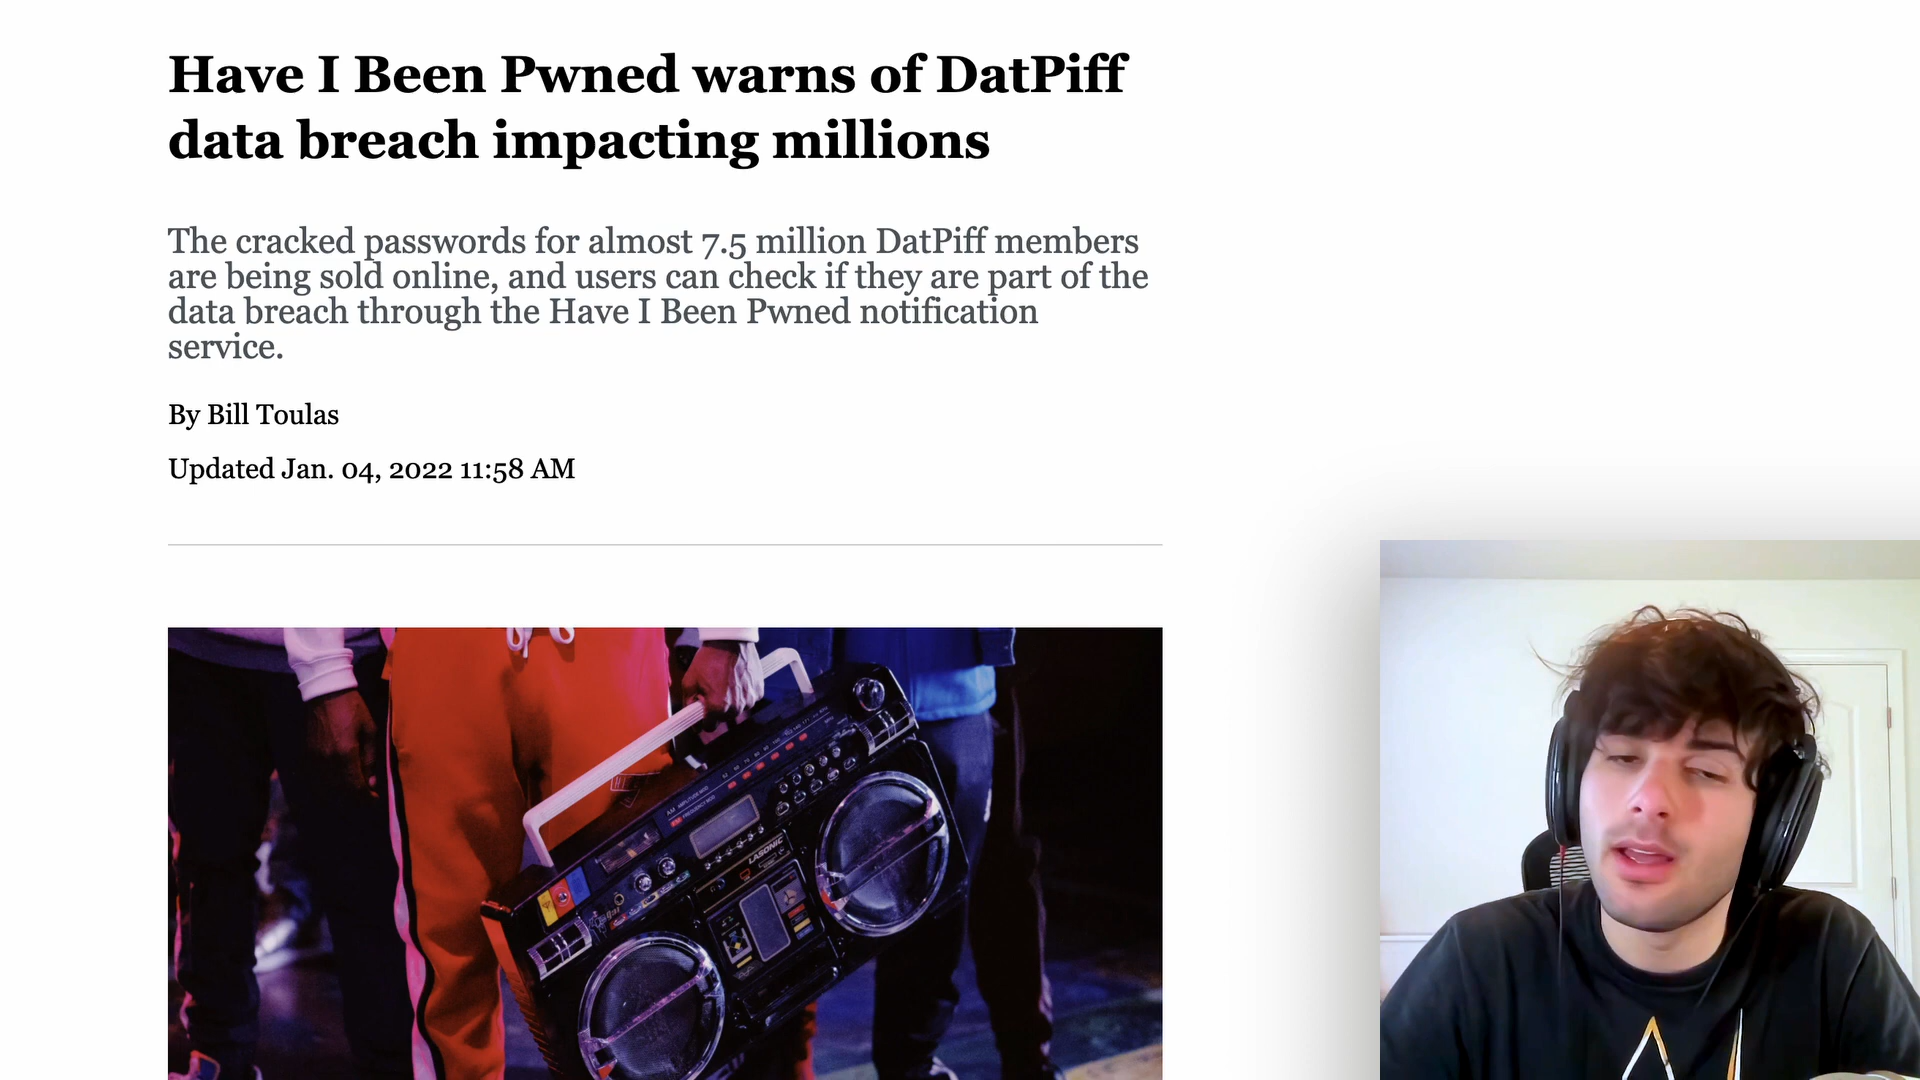 Have I Been Pwned warns of DatPiff
data breach impacting millions
The cracked passwords for almost 7.5 million DatPiff members
are being sold online, and users can check if they are part of the
data breach through the Have I Been Pwned notification
service.
By Bill Toulas
Updated Jan. 04, 2022 11:58 AM
LASONIC